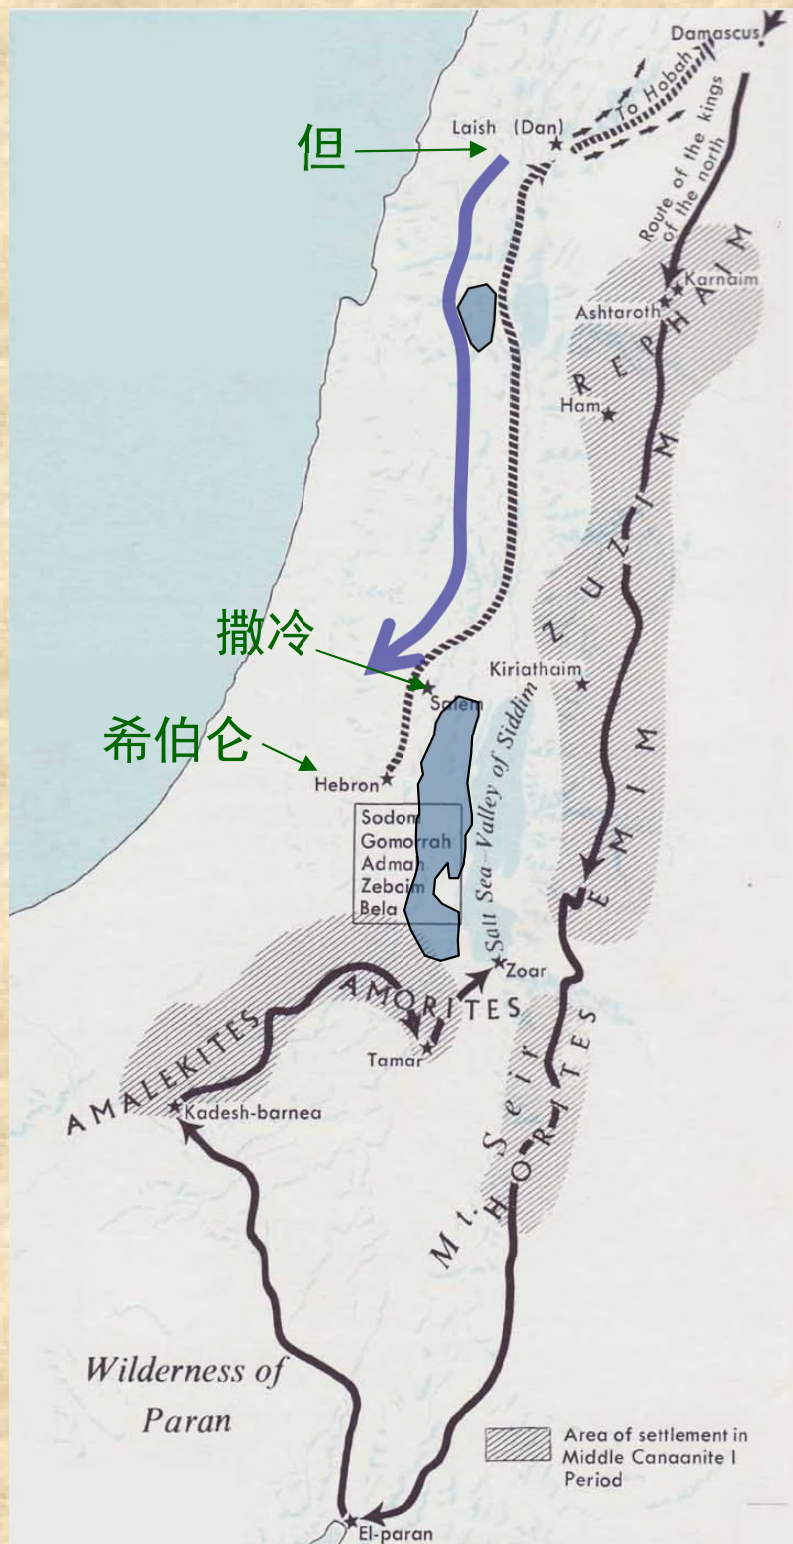 Damascus
To Hobah
Laish (Dan)
但
Route of the kings
of the north
Karnaim
Ashtaroth
REPHAIM
Ham
ZUZIM
撒冷
Kiriathaim
Salem
希伯仑
Hebron
EMIM
Sodom
Gomorrah
Admah
Zeboim
Bela
Salt Sea-Valley of Siddim
Zoar
AMORITES
AMALEKITES
Tamar
Kadesh-barnea
Mt. Seir
HORITES
Wilderness of
Paran
Area of settlement in
Middle Canaanite I
Period
El-paran